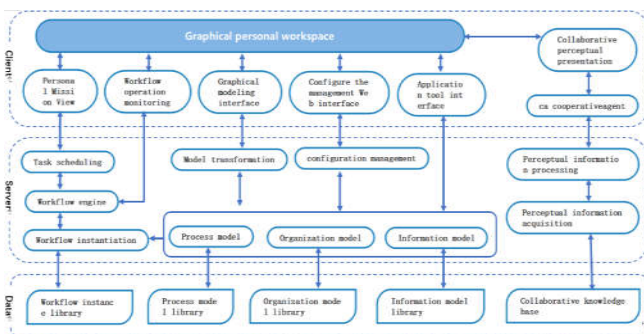 Graphical personal workspace
Collaborative
perceptual
presentation
Client
Persona
l Missi
on View
Workflow
operation
monitoring
Graphical
modeling
interface
Configure the
management We
b interface
Applicatio
n tool int
erface
ca cooperativeagent
Server
Task scheduling
Model transformation
configuration management
Perceptual informatio
n processing
Workflow engine
Perceptual information
acquisition
Workflow instantiation
Process model
Organization model
Information model
Data
Workflow instanc
e library
Process mode
l library
Organization mode
l library
Information model
library
Collaborative knowledge
base